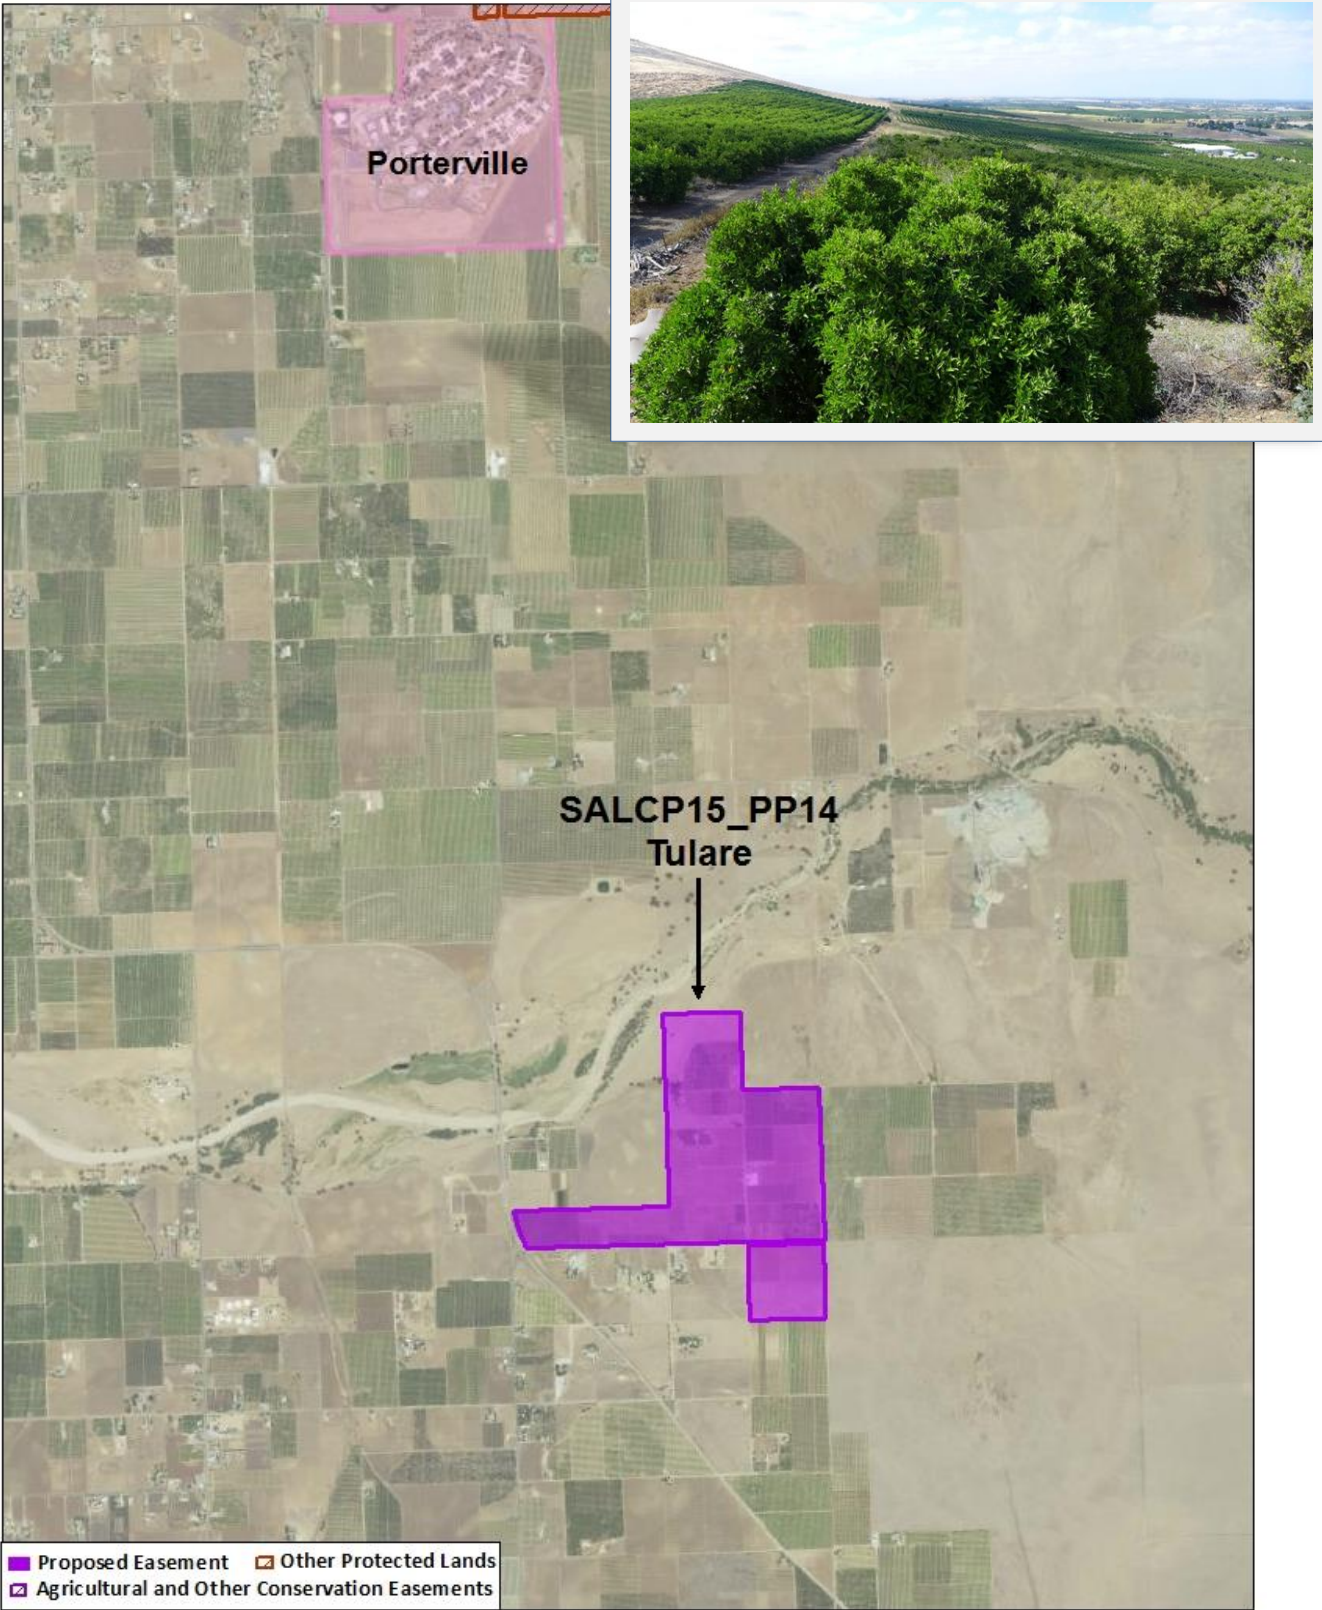 Porterville
SALCP15_PP14
Tulare
Proposed Easement
Other Protected Lands
Agricultural and Other Conservation Easements